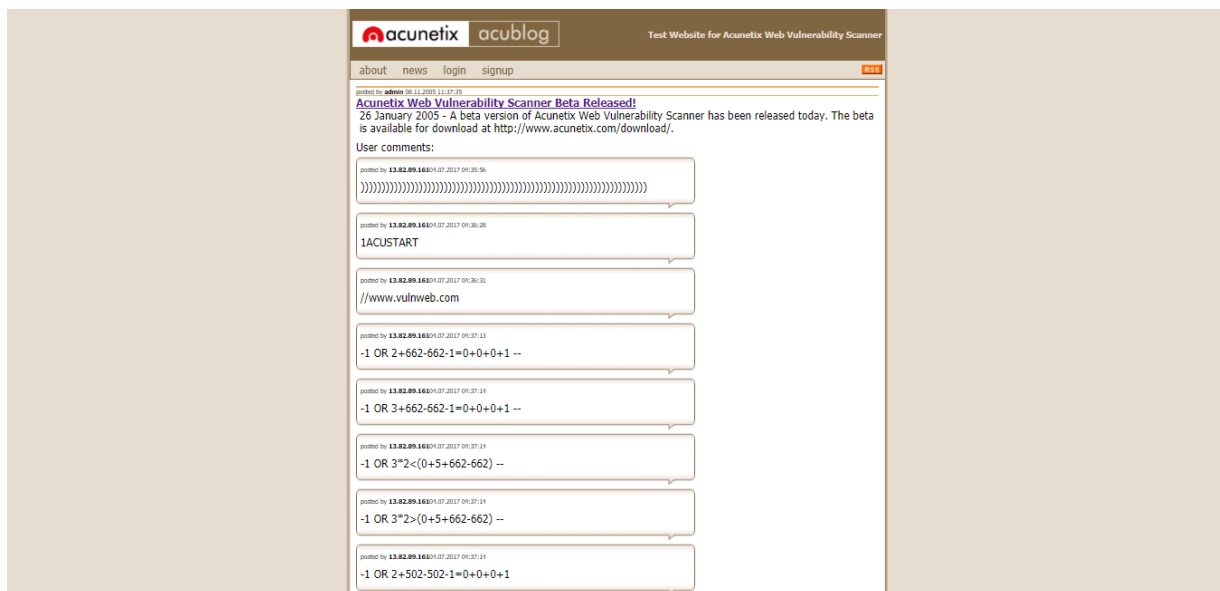 acunetix acublog
Test Website for Acunetix Web Vulnerability Scanner
about news login signup RSS
posted by admin 08.11.2005 11:37:35
Acunetix Web Vulnerability Scanner Beta Released!
26 January 2005 - A beta version of Acunetix Web Vulnerability Scanner has been released today. The beta
is available for download at http://www.acunetix.com/download/.
User comments:
posted by 13.82.89.16104.07.2017 04:35:56
))))))))))))))))))))))))))))))))))))))))))))))))))))))))))))))))))))
posted by 13.82.89.16104.07.2017 04:36:28
1ACUSTART
posted by 13.82.89.16104.07.2017 04:36:31
//www.vulnweb.com
posted by 13.82.89.16104.07.2017 04:37:13
-1 OR 2+662-662-1=0+0+0+1 --
posted by 13.82.89.16104.07.2017 04:37:14
-1 OR 3+662-662-1=0+0+0+1 --
posted by 13.82.89.16104.07.2017 04:37:14
-1 OR 3*2<(0+5+662-662) --
posted by 13.82.89.16104.07.2017 04:37:14
-1 OR 3*2>(0+5+662-662) --
posted by 13.82.89.16104.07.2017 04:37:14
-1 OR 2+502-502-1=0+0+0+1